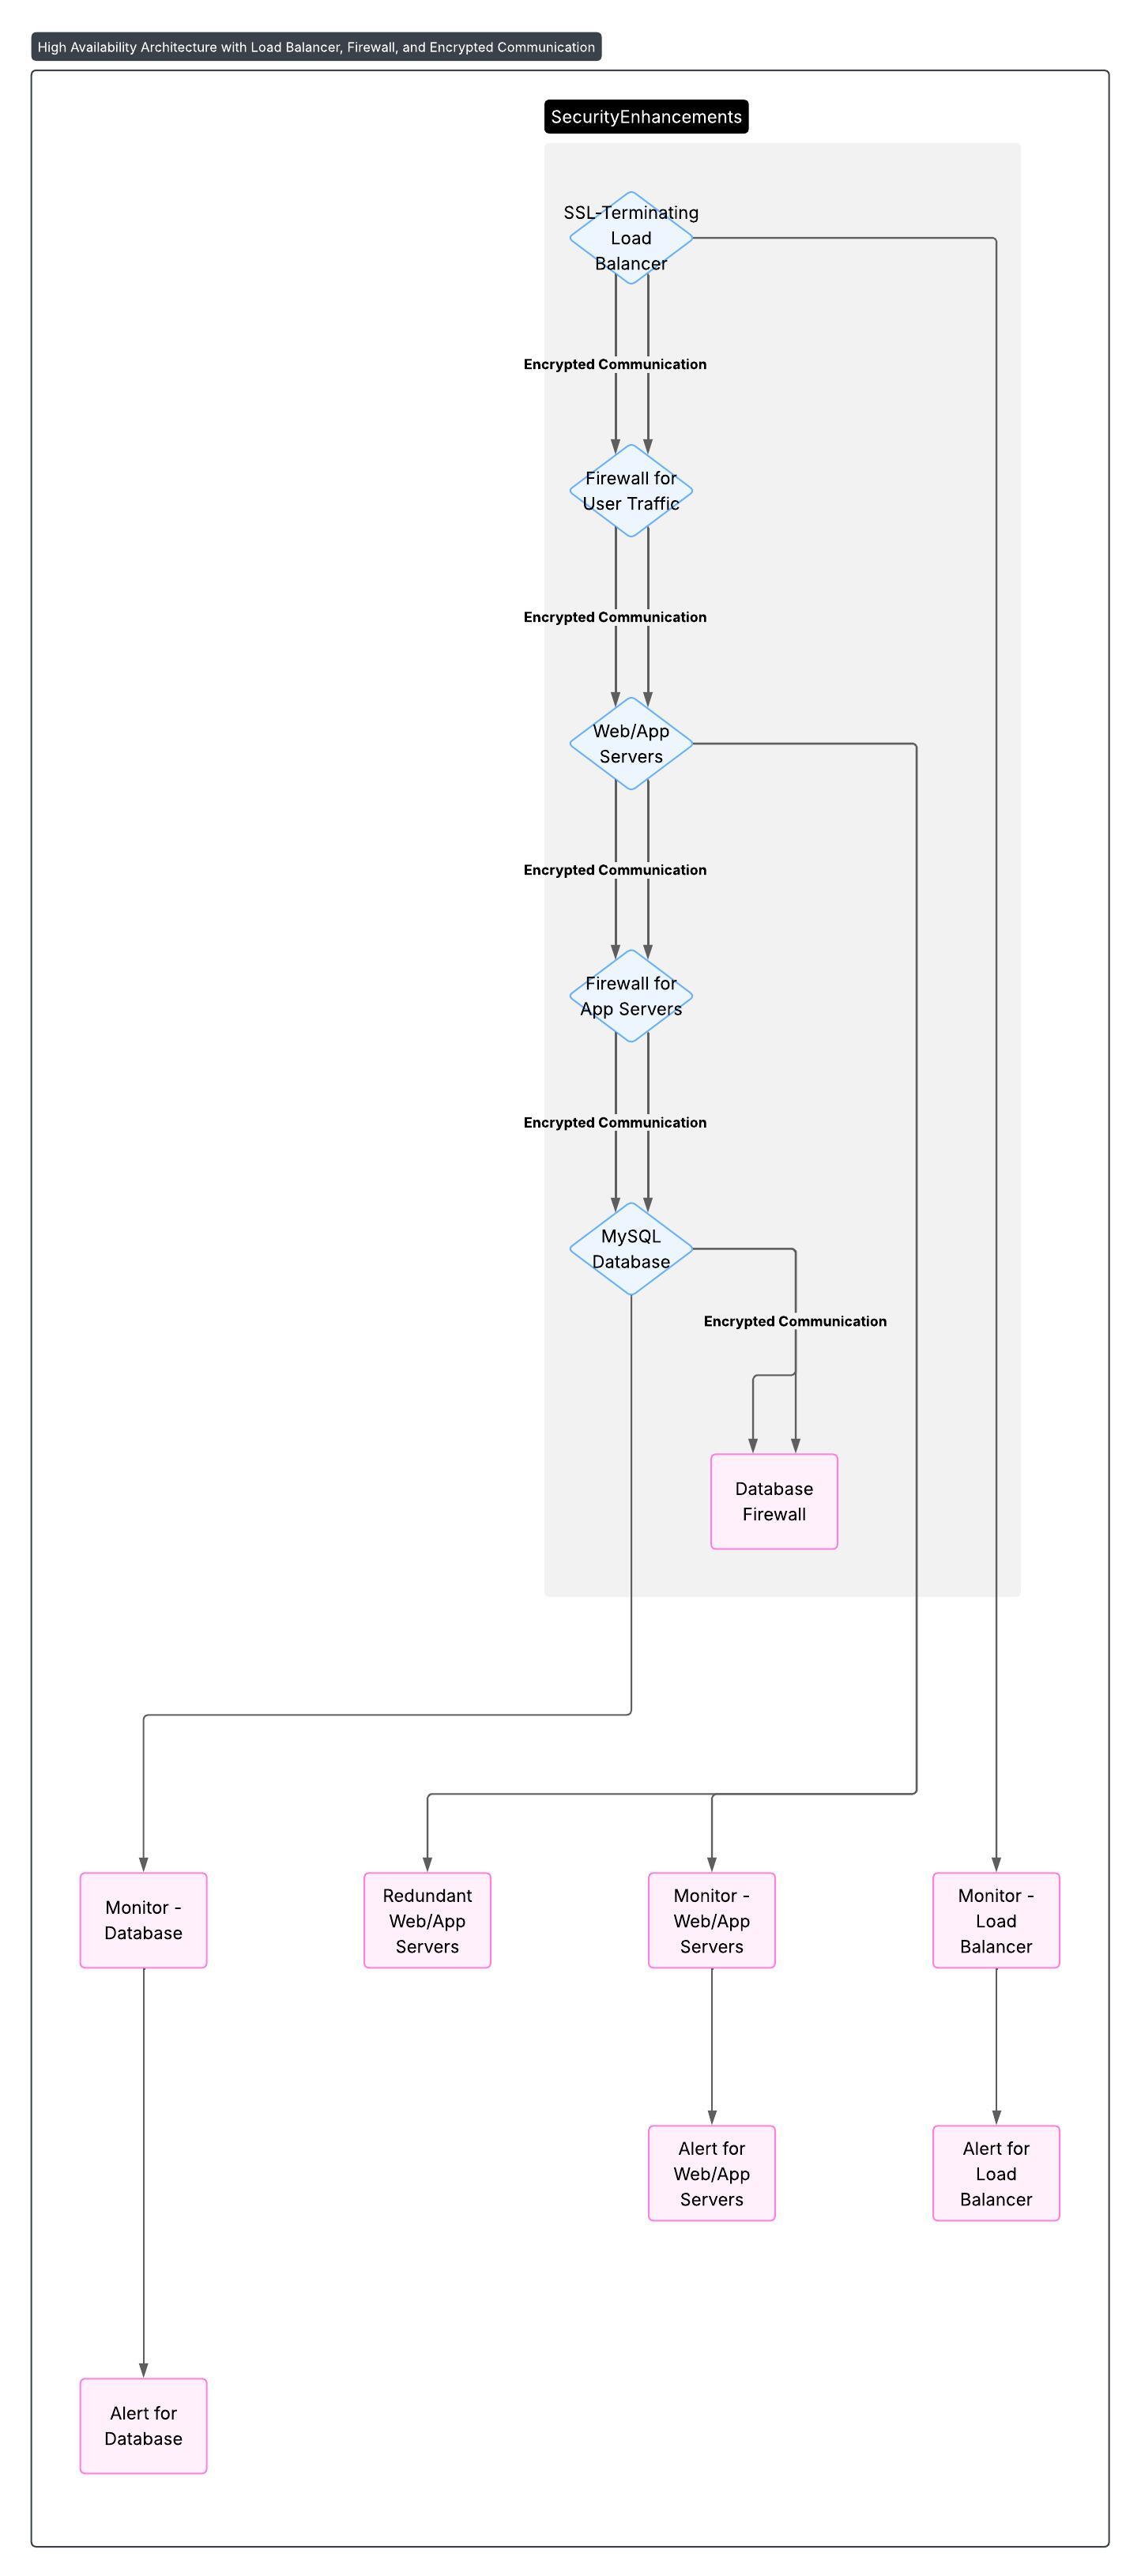 High Availability Architecture with Load Balancer, Firewall, and Encrypted Communication
SecurityEnhancements
SSL-Terminating
Load
Balancer
Encrypted Communication
Firewall for
User Traffic
Encrypted Communication
Web/App
Servers
Encrypted Communication
Firewall for
App Servers
Encrypted Communication
MySQL
Database
Encrypted Communication
Database
Firewall
Monitor -
Database
Redundant
Web/App
Servers
Monitor -
Web/App
Servers
Monitor -
Load
Balancer
Alert for
Web/App
Servers
Alert for
Load
Balancer
Alert for
Database